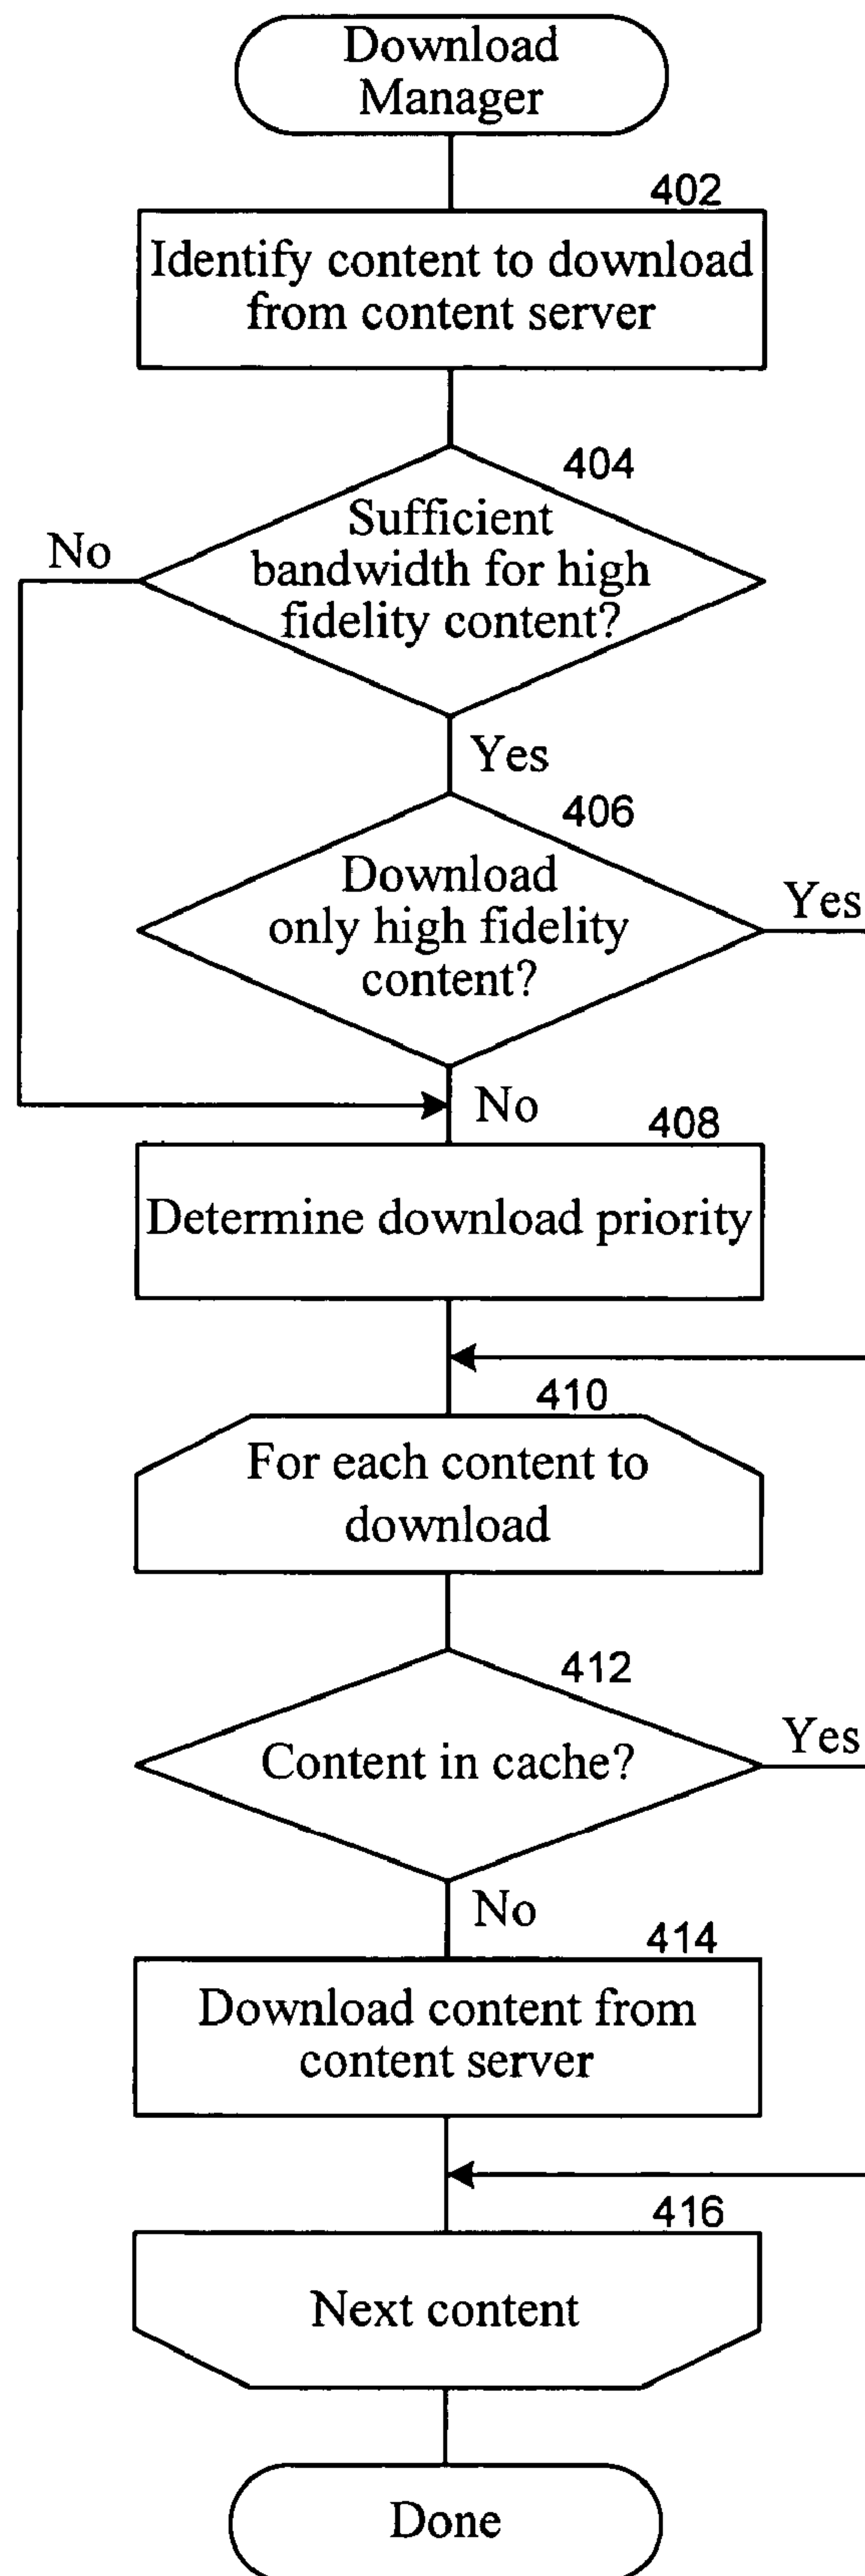 Download
Manager
402
Identify content to download
from content server
404
Sufficient
bandwidth for high
fidelity content?
No
Yes
406
Download
only high fidelity
content?
Yes
No
408
Determine download priority
410
For each content to
download
412
Content in cache?
Yes
No
414
Download content from
content server
416
Next content
Done